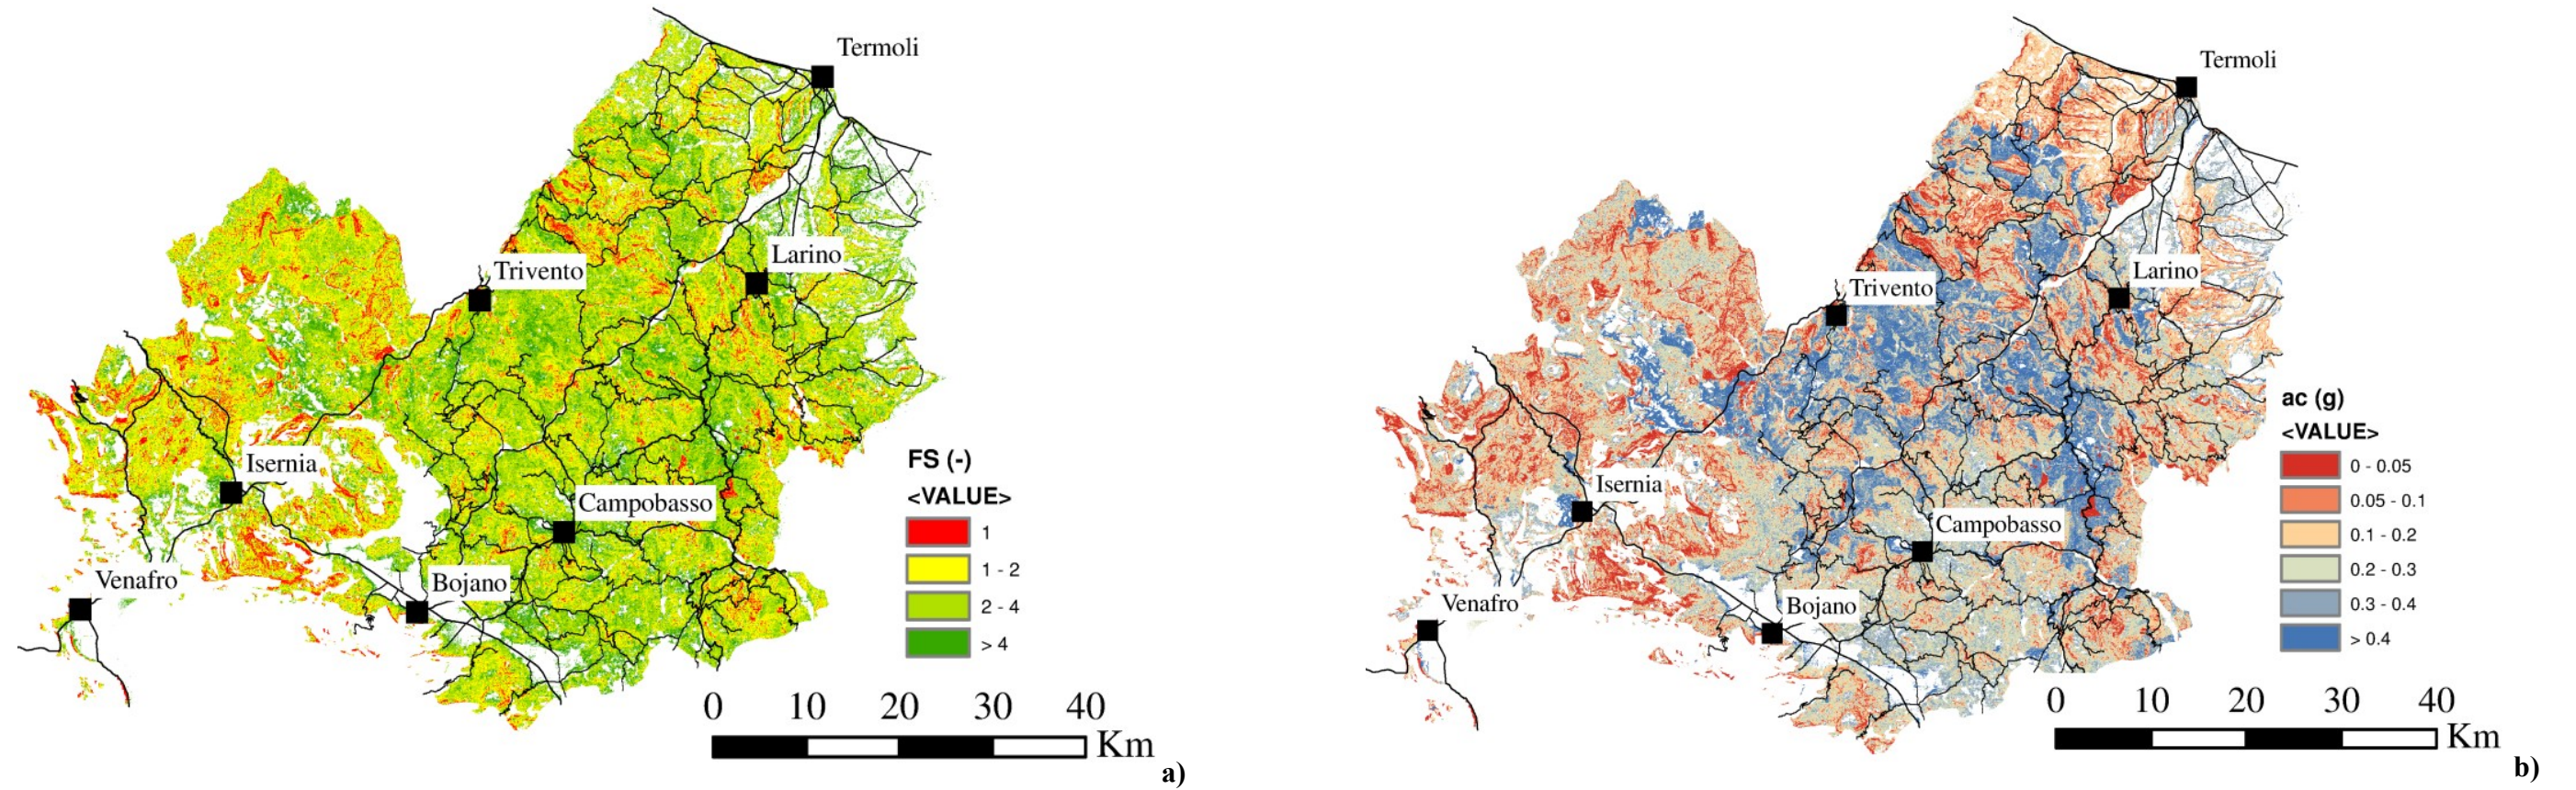 Termoli
Larino
Trivento
Isernia
Campobasso
Venafro
Bojano
FS (-)
<VALUE>
1
1 - 2
2 - 4
> 4
0 10 20 30 40
Km
a)
Termoli
Larino
Trivento
Isernia
Campobasso
Venafro
Bojano
ac (g)
<VALUE>
0 - 0.05
0.05 - 0.1
0.1 - 0.2
0.2 - 0.3
0.3 - 0.4
> 0.4
0 10 20 30 40
Km
b)